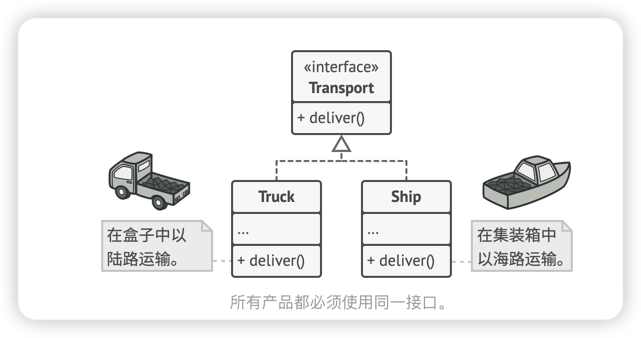 «interface»
Transport
+ deliver()
Truck
...
+ deliver()
Ship
...
+ deliver()
在盒子中以
陆路运输。
在集装箱中
以海路运输。
所有产品都必须使用同一接口。